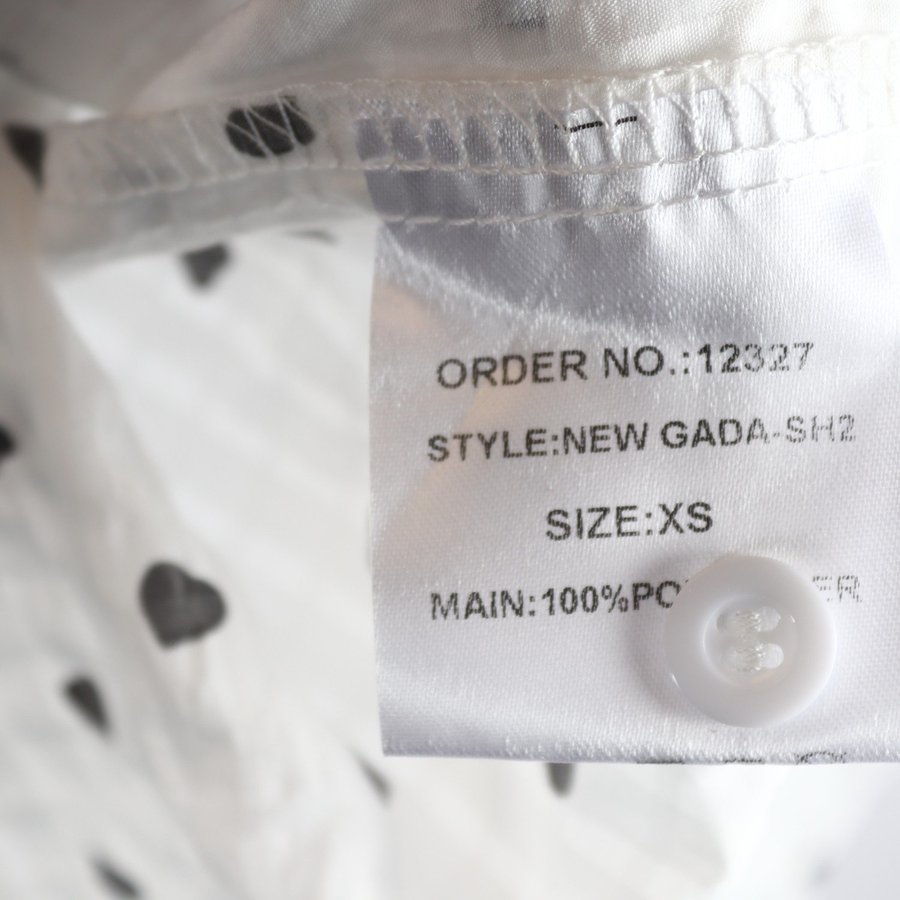 ORDER NO.:12327
STYLE:NEW GADA-SH2
SIZE:XS
MAIN:100%